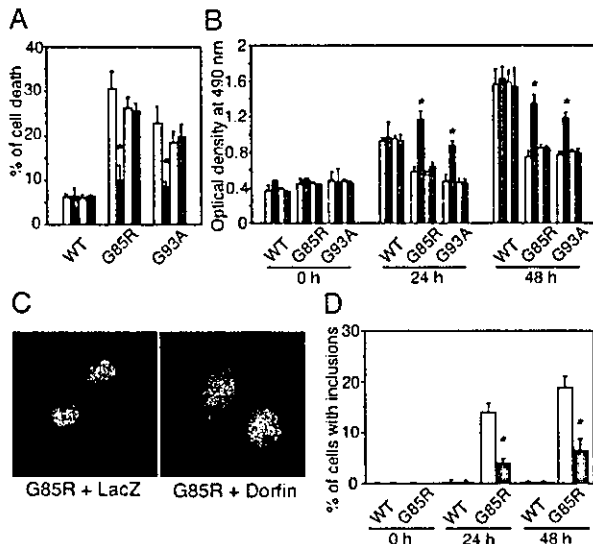 A
% of cell death
40
30
20
10
0
WT
G85R
G93A
B
Optical density at 490 nm
2
1.6
1.2
0.8
0.4
0
*
*
*
*
*
*
WT
G85R
G93A
WT
G85R
G93A
WT
G85R
G93A
0 h
24 h
48 h
C
G85R + LacZ
G85R + Dorfin
D
% of cells with inclusions
30
20
10
0
*
*
WT
G85R
WT
G85R
WT
G85R
0 h
24 h
48 h